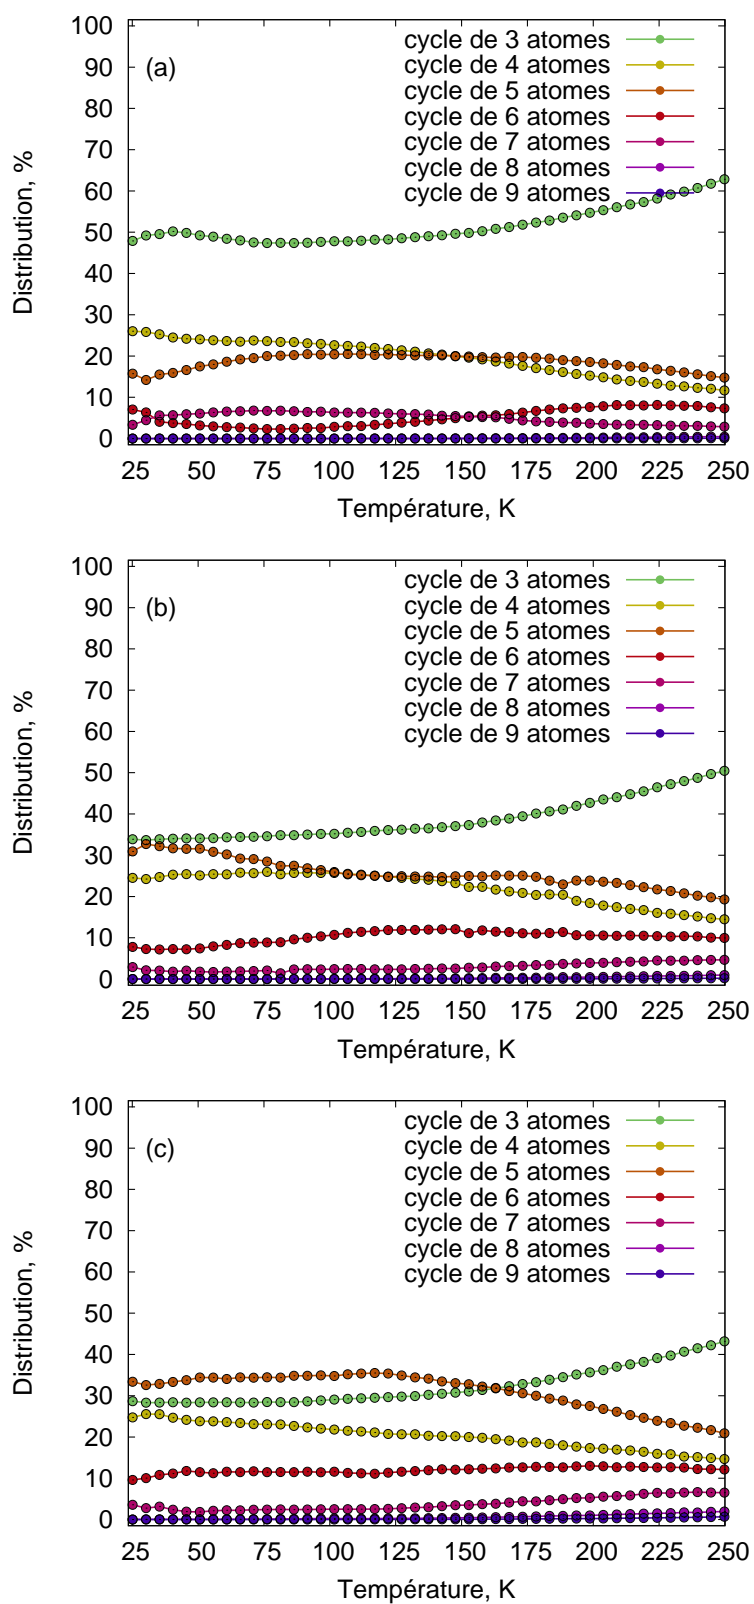 100
90
80
70
60
50
40
30
20
10
0
Distribution, %
(a)
cycle de 3 atomes
cycle de 4 atomes
cycle de 5 atomes
cycle de 6 atomes
cycle de 7 atomes
cycle de 8 atomes
cycle de 9 atomes
25 50 75 100 125 150 175 200 225 250
Température, K
100
90
80
70
60
50
40
30
20
10
0
Distribution, %
(b)
cycle de 3 atomes
cycle de 4 atomes
cycle de 5 atomes
cycle de 6 atomes
cycle de 7 atomes
cycle de 8 atomes
cycle de 9 atomes
25 50 75 100 125 150 175 200 225 250
Température, K
100
90
80
70
60
50
40
30
20
10
0
Distribution, %
(c)
cycle de 3 atomes
cycle de 4 atomes
cycle de 5 atomes
cycle de 6 atomes
cycle de 7 atomes
cycle de 8 atomes
cycle de 9 atomes
25 50 75 100 125 150 175 200 225 250
Température, K